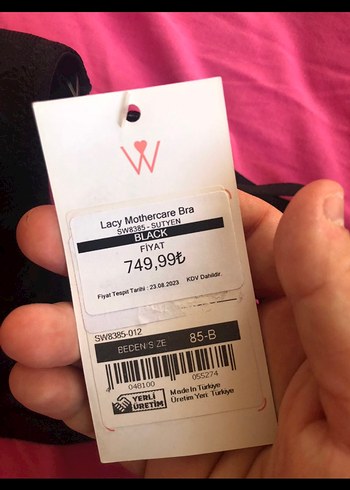 W
Lacy Mothercare Bra
SW8385 - SUTYEN
BLACK
FİYAT
749,99₺
Fiyat Tespit Tarihi : 23.08.2023 KDV Dahildir.
SW8385-012
BEDEN/SIZE 85-B
048100 055274
YERLİ
ÜRETİM
Made In Türkiye
Üretim Yeri Türkiye